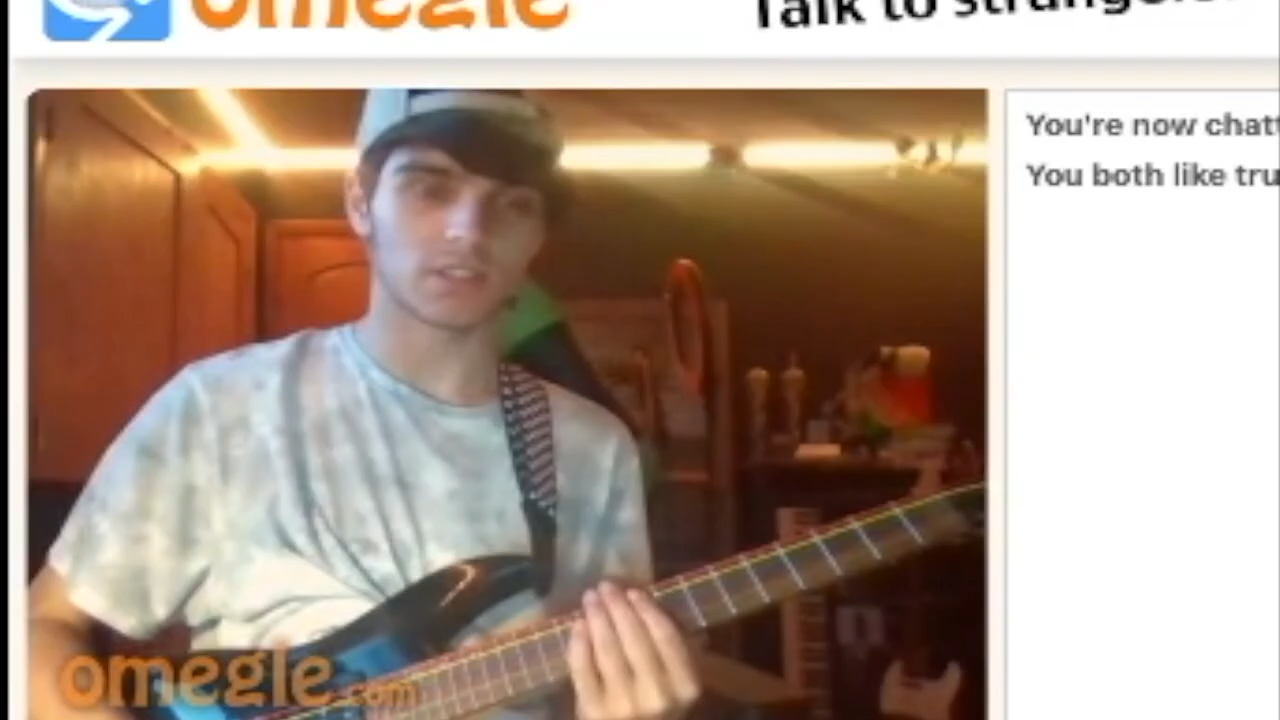 omegle
Talk to strangers!
You're now chatt
You both like tru
omegle.com